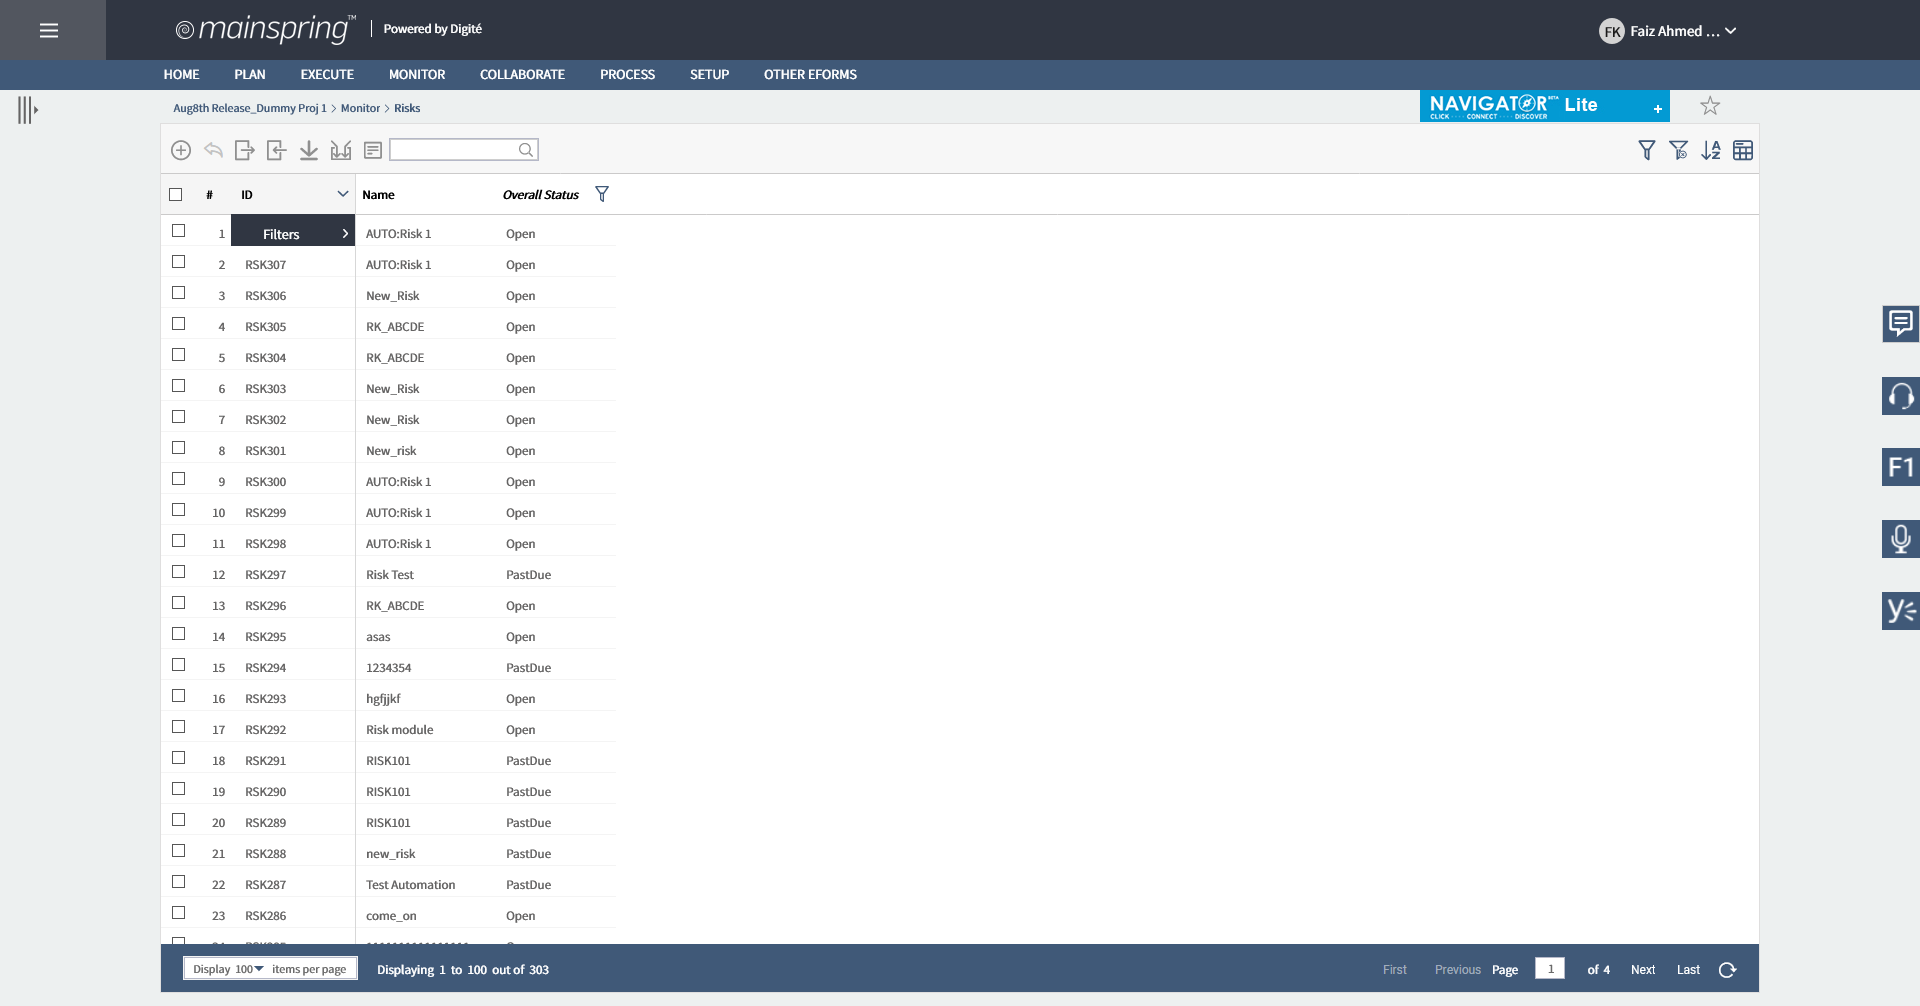 mainspring™ Powered by Digité
FK Faiz Ahmed ...
HOME PLAN EXECUTE MONITOR COLLABORATE PROCESS SETUP OTHER EFORMS
Aug8th Release_Dummy Proj 1 > Monitor > Risks
NAVIGATOR BETA Lite +
CLICK ···· CONNECT ···· DISCOVER
# ID Name Overall Status
1 Filters > AUTO:Risk 1 Open
2 RSK307 AUTO:Risk 1 Open
3 RSK306 New_Risk Open
4 RSK305 RK_ABCDE Open
5 RSK304 RK_ABCDE Open
6 RSK303 New_Risk Open
7 RSK302 New_Risk Open
8 RSK301 New_risk Open
9 RSK300 AUTO:Risk 1 Open
10 RSK299 AUTO:Risk 1 Open
11 RSK298 AUTO:Risk 1 Open
12 RSK297 Risk Test PastDue
13 RSK296 RK_ABCDE Open
14 RSK295 asas Open
15 RSK294 1234354 PastDue
16 RSK293 hgfjjkf Open
17 RSK292 Risk module Open
18 RSK291 RISK101 PastDue
19 RSK290 RISK101 PastDue
20 RSK289 RISK101 PastDue
21 RSK288 new_risk PastDue
22 RSK287 Test Automation PastDue
23 RSK286 come_on Open
F1
Display 100 items per page Displaying 1 to 100 out of 303
First Previous Page 1 of 4 Next Last